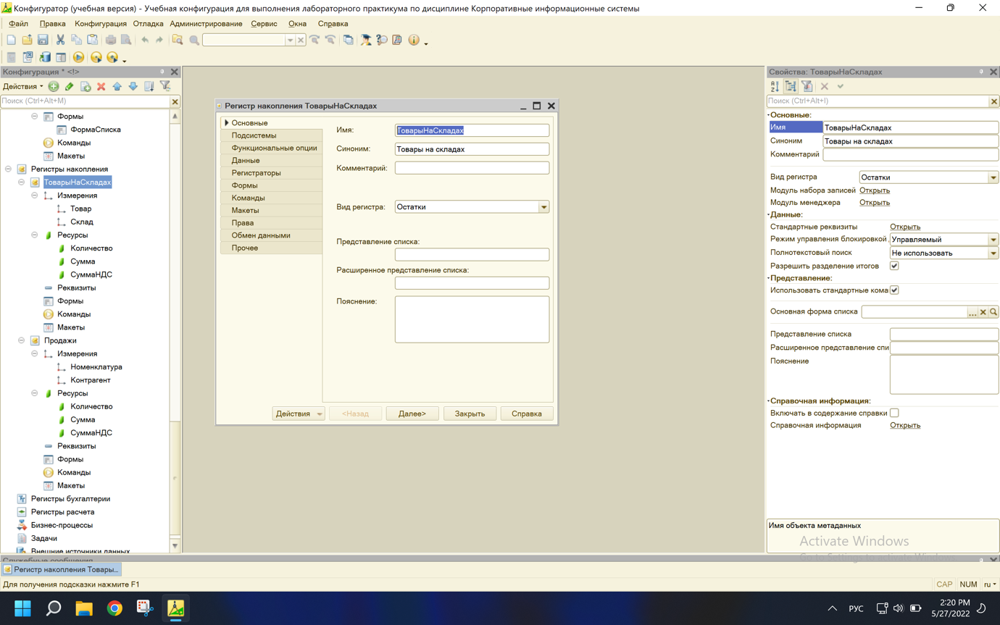 Конфигуратор (учебная версия) - Учебная конфигурация для выполнения лабораторного практикума по дисциплине Корпоративные информационные системы
Файл Правка Конфигурация Отладка Администрирование Сервис Окна Справка
Конфигурация * <!>
Действия
Поиск (Ctrl+Alt+M)
Формы
ФормаСписка
Команды
Макеты
Регистры накопления
ТоварыНаСкладах
Измерения
Товар
Склад
Ресурсы
Количество
Сумма
СуммаНДС
Реквизиты
Формы
Команды
Макеты
Продажи
Измерения
Номенклатура
Контрагент
Ресурсы
Количество
Сумма
СуммаНДС
Реквизиты
Формы
Команды
Макеты
Регистры бухгалтерии
Регистры расчета
Бизнес-процессы
Задачи
Внешние источники данных
Регистр накопления ТоварыНаСкладах
Основные
Подсистемы
Функциональные опции
Данные
Регистраторы
Формы
Команды
Макеты
Права
Обмен данными
Прочее
Имя: ТоварыНаСкладах
Синоним: Товары на складах
Комментарий:
Вид регистра: Остатки
Представление списка:
Расширенное представление списка:
Пояснение:
Действия <Назад Далее> Закрыть Справка
Свойства: ТоварыНаСкладах
Поиск (Ctrl+Alt+I)
Основные:
Имя ТоварыНаСкладах
Синоним Товары на складах
Комментарий
Вид регистра Остатки
Модуль набора записей Открыть
Модуль менеджера Открыть
Данные:
Стандартные реквизиты Открыть
Режим управления блокировкой Управляемый
Полнотекстовый поиск Не использовать
Разрешить разделение итогов
Представление:
Использовать стандартные кома
Основная форма списка
Представление списка
Расширенное представление спи
Пояснение
Справочная информация:
Включать в содержание справки
Справочная информация Открыть
Имя объекта метаданных
Activate Windows
Go to Settings to activate Windows.
Служебные сообщения
Регистр накопления Товары...
Для получения подсказки нажмите F1
CAP NUM ru
РУС
2:20 PM
5/27/2022